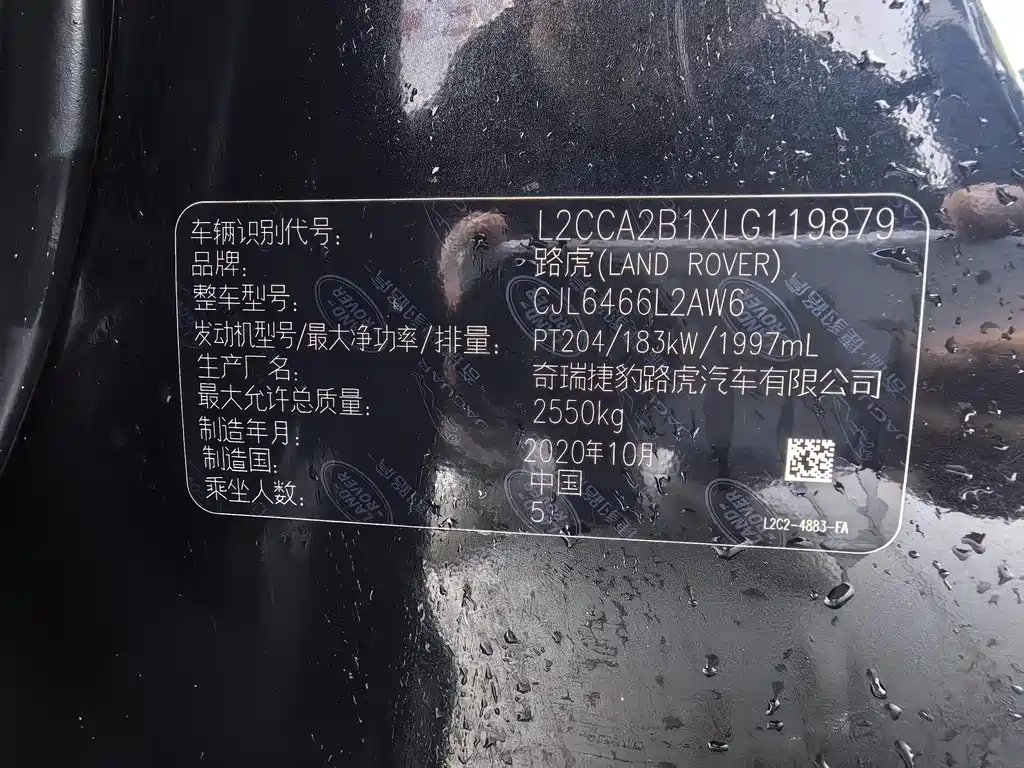 车辆识别代号: L2CCA2B1XLG119879
品牌: 路虎(LAND ROVER)
整车型号: CJL6466L2AW6
发动机型号/最大净功率/排量: PT204/183kW/1997mL
生产厂名: 奇瑞捷豹路虎汽车有限公司
最大允许总质量: 2550kg
制造年月: 2020年10月
制造国: 中国
乘坐人数: 5
L2C2-4883-FA